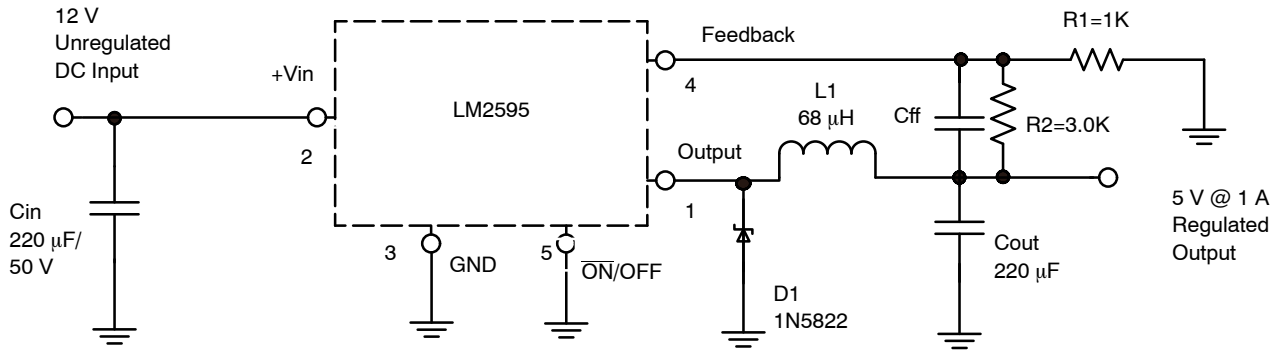 12 V
Unregulated
DC Input
+Vin
2
LM2595
Feedback
4
R1=1K
L1
68 μH
Cff
R2=3.0K
Output
1
5 V @ 1 A
Regulated
Output
Cin
220 μF/
50 V
3
GND
5
ON/OFF
D1
1N5822
Cout
220 μF